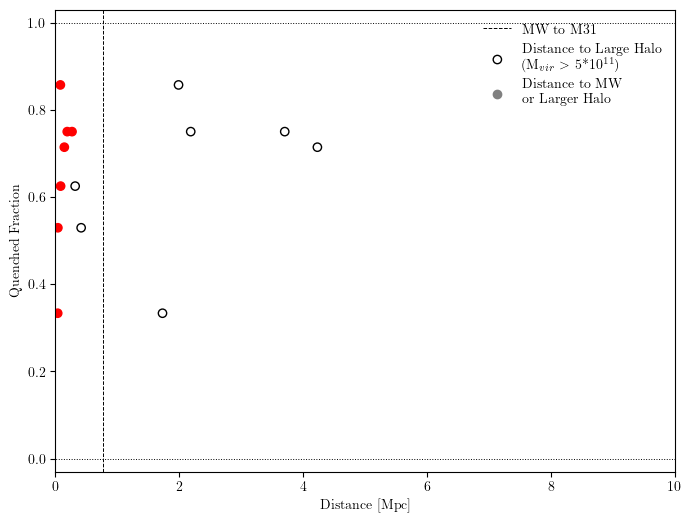 MW to M31
Distance to Large Halo
(M_vir > 5*10^11)
Distance to MW
or Larger Halo
1.0
0.8
0.6
0.4
0.2
0.0
Quenched Fraction
0 2 4 6 8 10
Distance [Mpc]